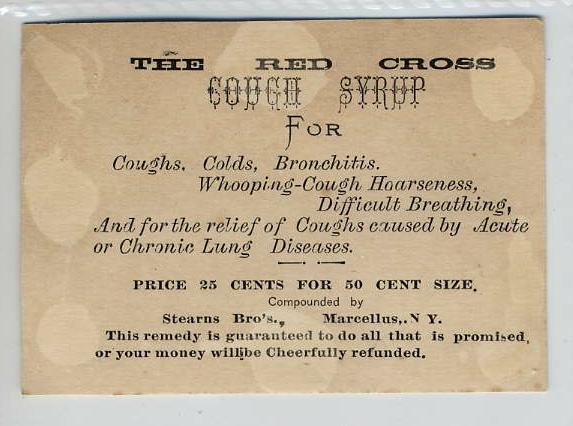 THE RED CROSS
COUGH SYRUP
FOR
Coughs, Colds, Bronchitis.
Whooping-Cough Hoarseness,
Difficult Breathing,
And for the relief of Coughs caused by Acute
or Chronic Lung Diseases.
PRICE 25 CENTS FOR 50 CENT SIZE.
Compounded by
Stearns Bro's., Marcellus,.N Y.
This remedy is guaranteed to do all that is promised,
or your money will be Cheerfully refunded.